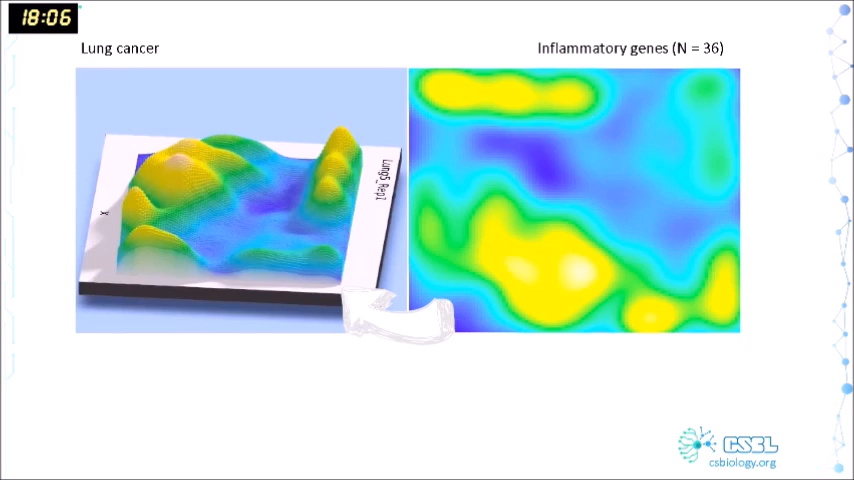 18:06
Lung cancer
Inflammatory genes (N = 36)
Lung5_Rep1
x
CSBL
csbiology.org